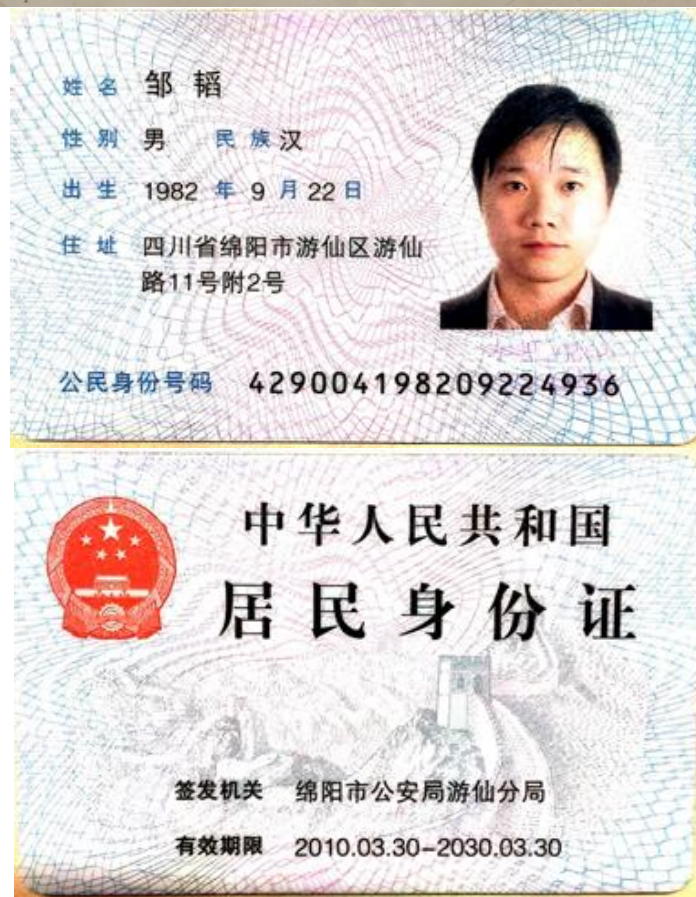 姓名 邹韬
性别 男 民族 汉
出生 1982 年 9 月 22 日
住址 四川省绵阳市游仙区游仙
路11号附2号
公民身份号码 429004198209224936
中华人民共和国
居民身份证
签发机关 绵阳市公安局游仙分局
有效期限 2010.03.30-2030.03.30